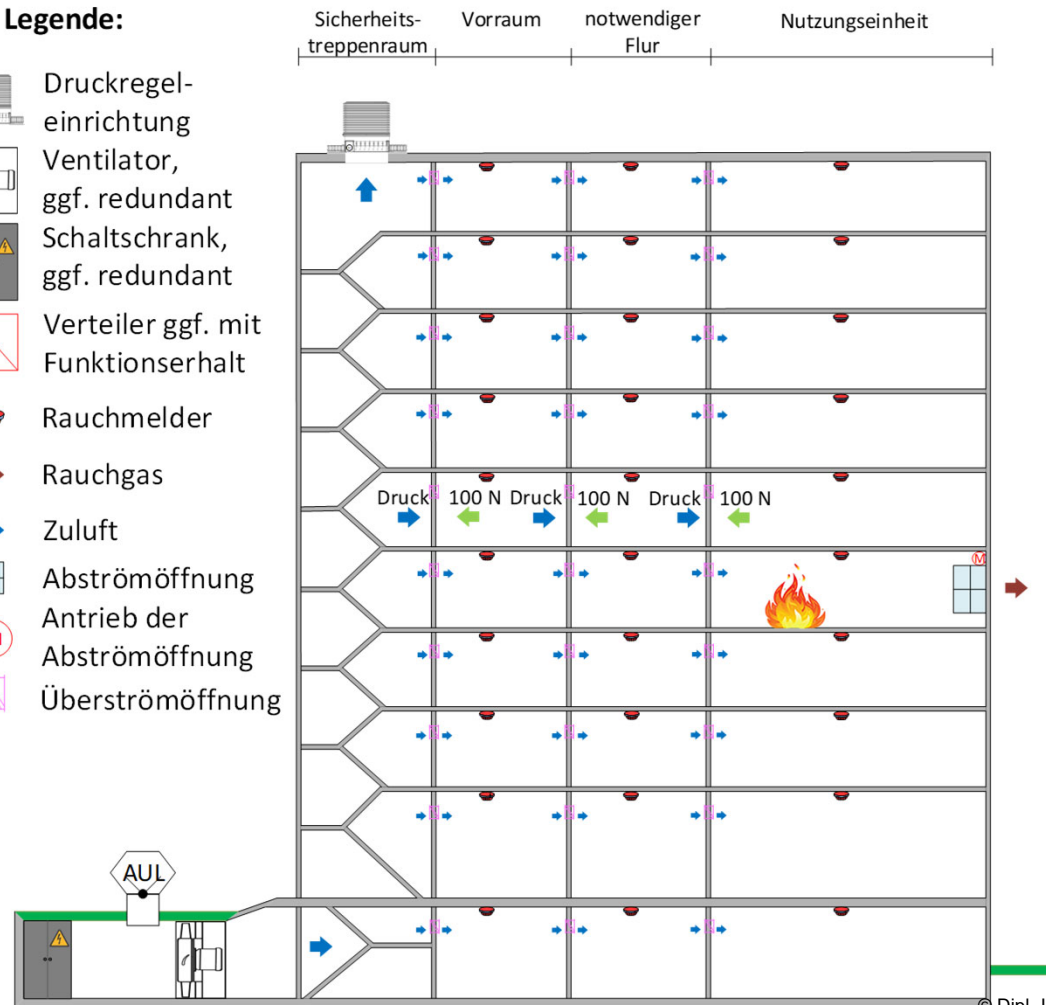 Legende:
Druckregel-
einrichtung
Ventilator,
ggf. redundant
Schaltschrank,
ggf. redundant
Verteiler ggf. mit
Funktionserhalt
Rauchmelder
Rauchgas
Zuluft
Abströmöffnung
Antrieb der
Abströmöffnung
Überströmöffnung
Sicherheits-
treppenraum
Vorraum
notwendiger
Flur
Nutzungseinheit
Druck 100 N Druck 100 N Druck 100 N
M
AUL
© Dipl.